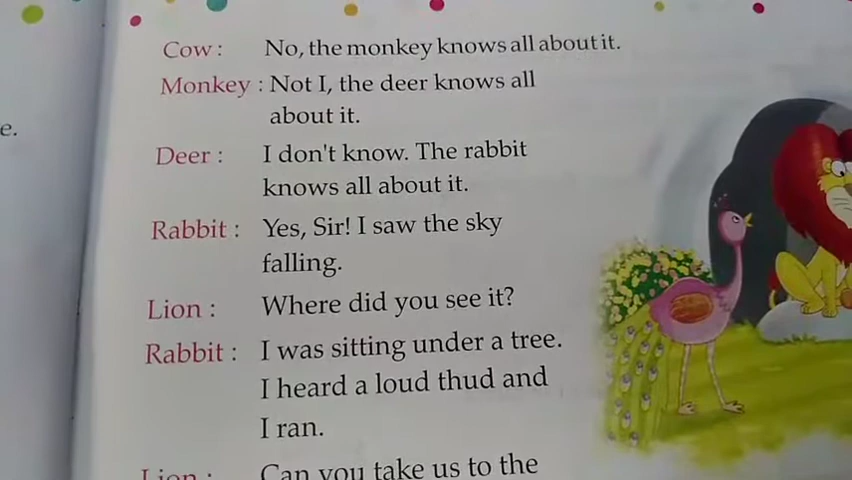 e.
Cow : No, the monkey knows all about it.
Monkey : Not I, the deer knows all
about it.
Deer : I don't know. The rabbit
knows all about it.
Rabbit : Yes, Sir! I saw the sky
falling.
Lion : Where did you see it?
Rabbit : I was sitting under a tree.
I heard a loud thud and
I ran.
Lion : Can you take us to the